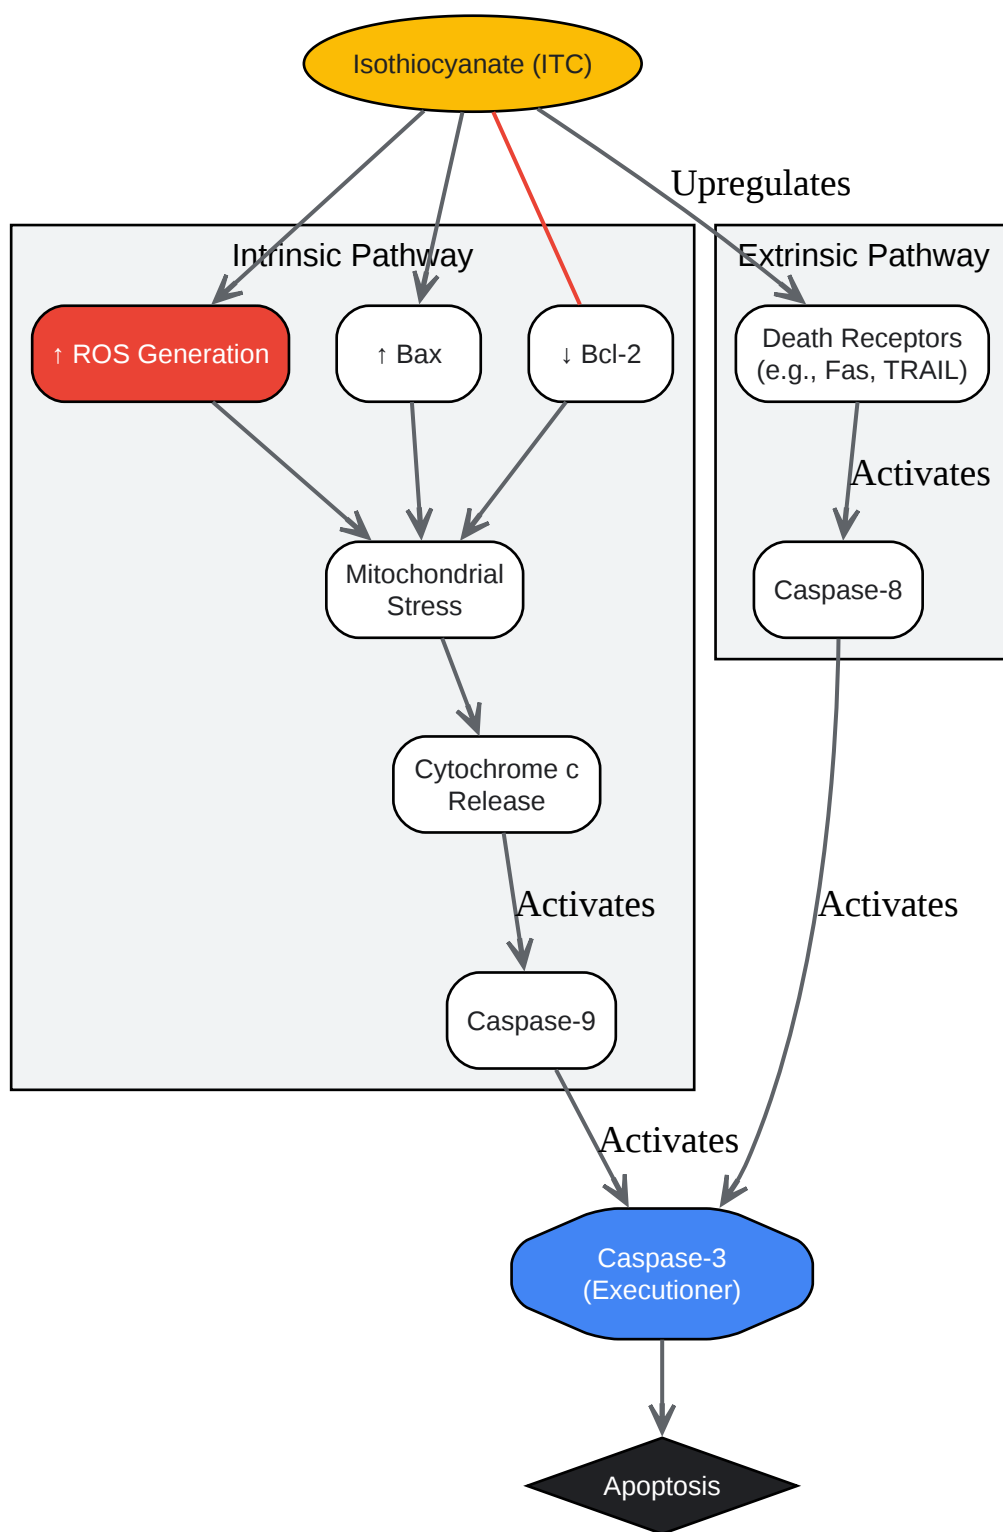 Isothiocyanate (ITC)
Upregulates
Intrinsic Pathway
Extrinsic Pathway
↑ ROS Generation
↑ Bax
↓ Bcl-2
Death Receptors
(e.g., Fas, TRAIL)
Activates
Mitochondrial
Stress
Caspase-8
Cytochrome c
Release
Activates
Activates
Caspase-9
Activates
Caspase-3
(Executioner)
Apoptosis